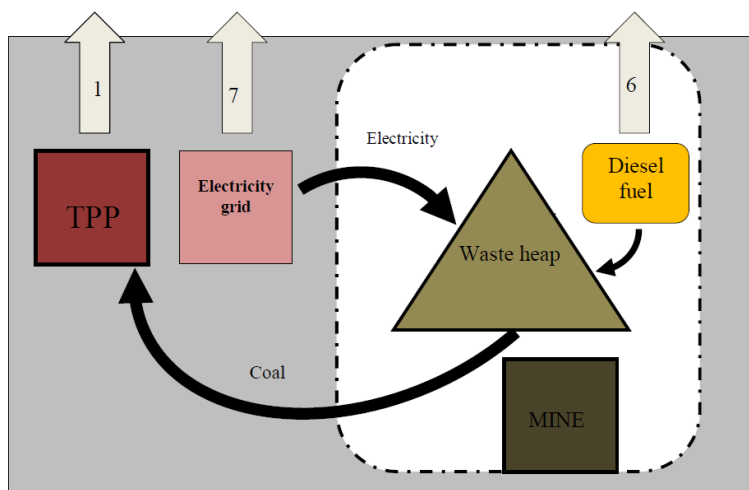 1
7
6
Electricity
Diesel
fuel
Electricity
grid
TPP
Waste heap
Coal
MINE